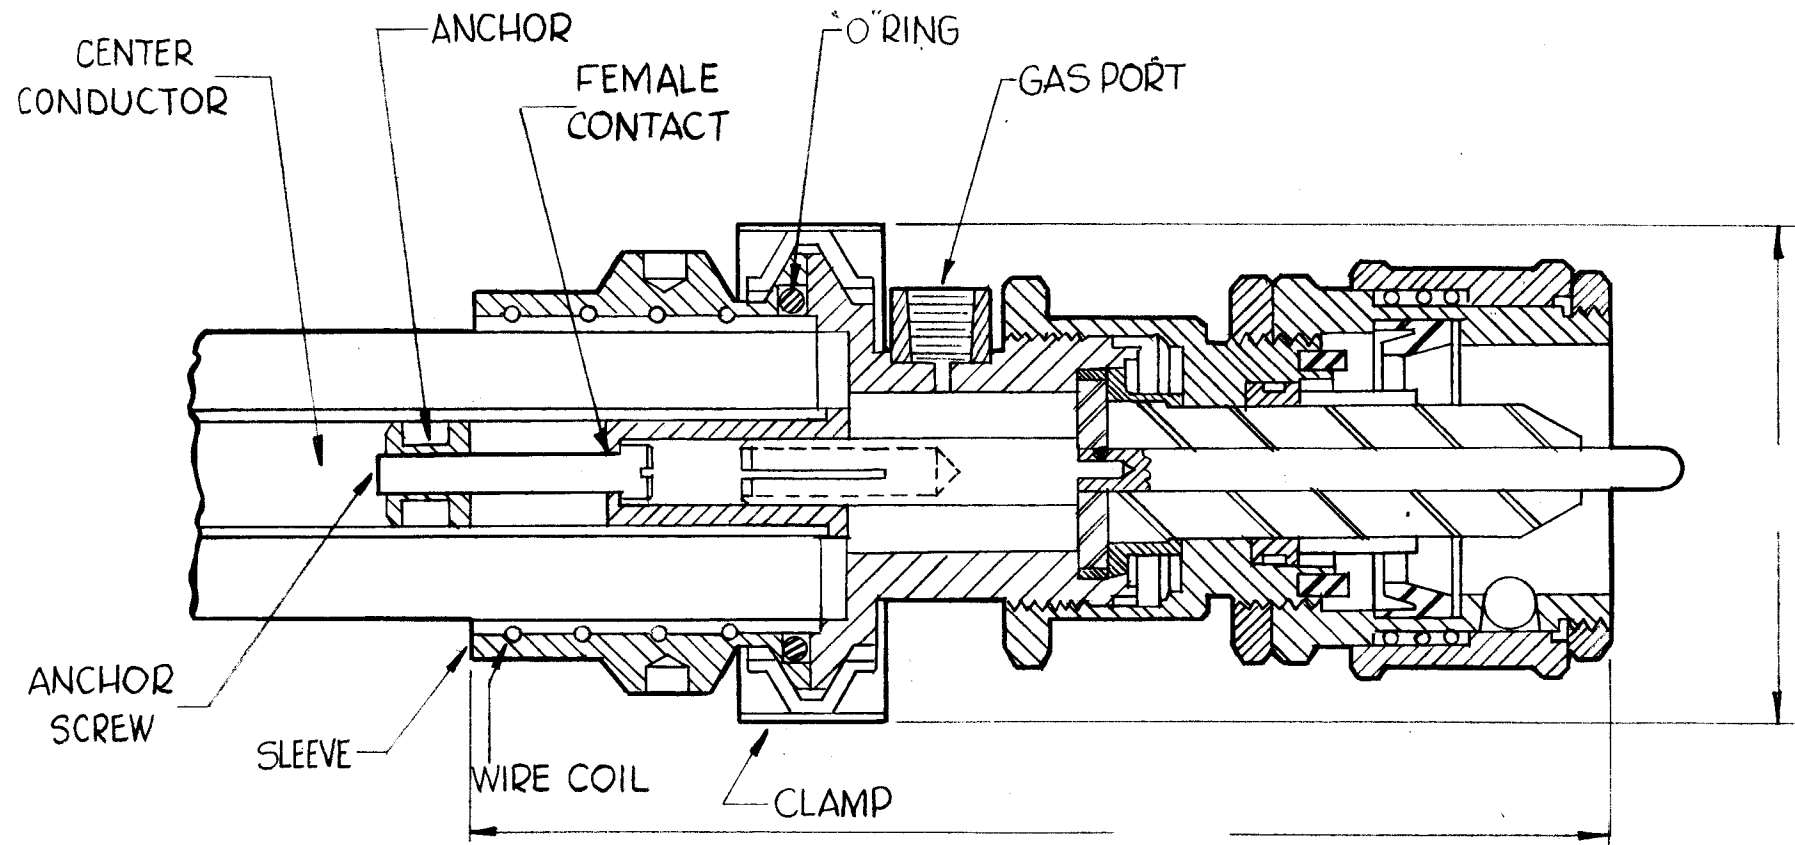 ANCHOR
"O" RING
CENTER
CONDUCTOR
FEMALE
CONTACT
GAS PORT
ANCHOR
SCREW
SLEEVE
WIRE COIL
CLAMP